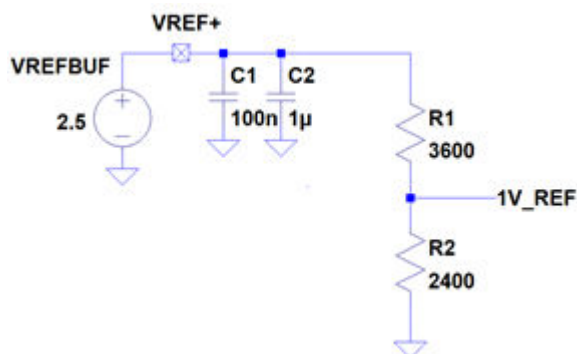 VREF+
VREFBUF
2.5
C1
100n
C2
1µ
R1
3600
1V_REF
R2
2400